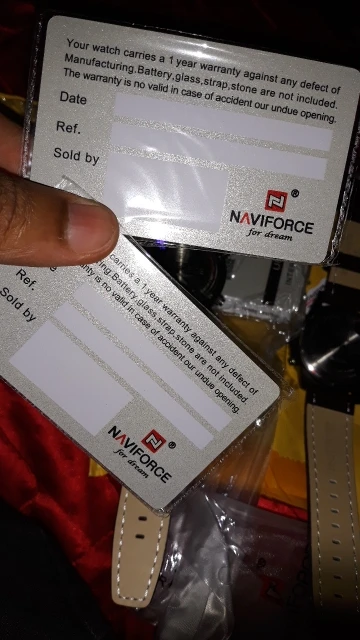 Your watch carries a 1 year warranty against any defect of
Manufacturing.Battery,glass,strap,stone are not included.
The warranty is no valid in case of accident our undue opening.
Date
Ref.
Sold by
NAVIFORCE®
for dream
carries a 1 year warranty against any defect of
ring.Battery,glass,strap,stone are not included.
ranty is no valid in case of accident our undue opening.
e
Ref.
Sold by
NAVIFORCE®
for dream